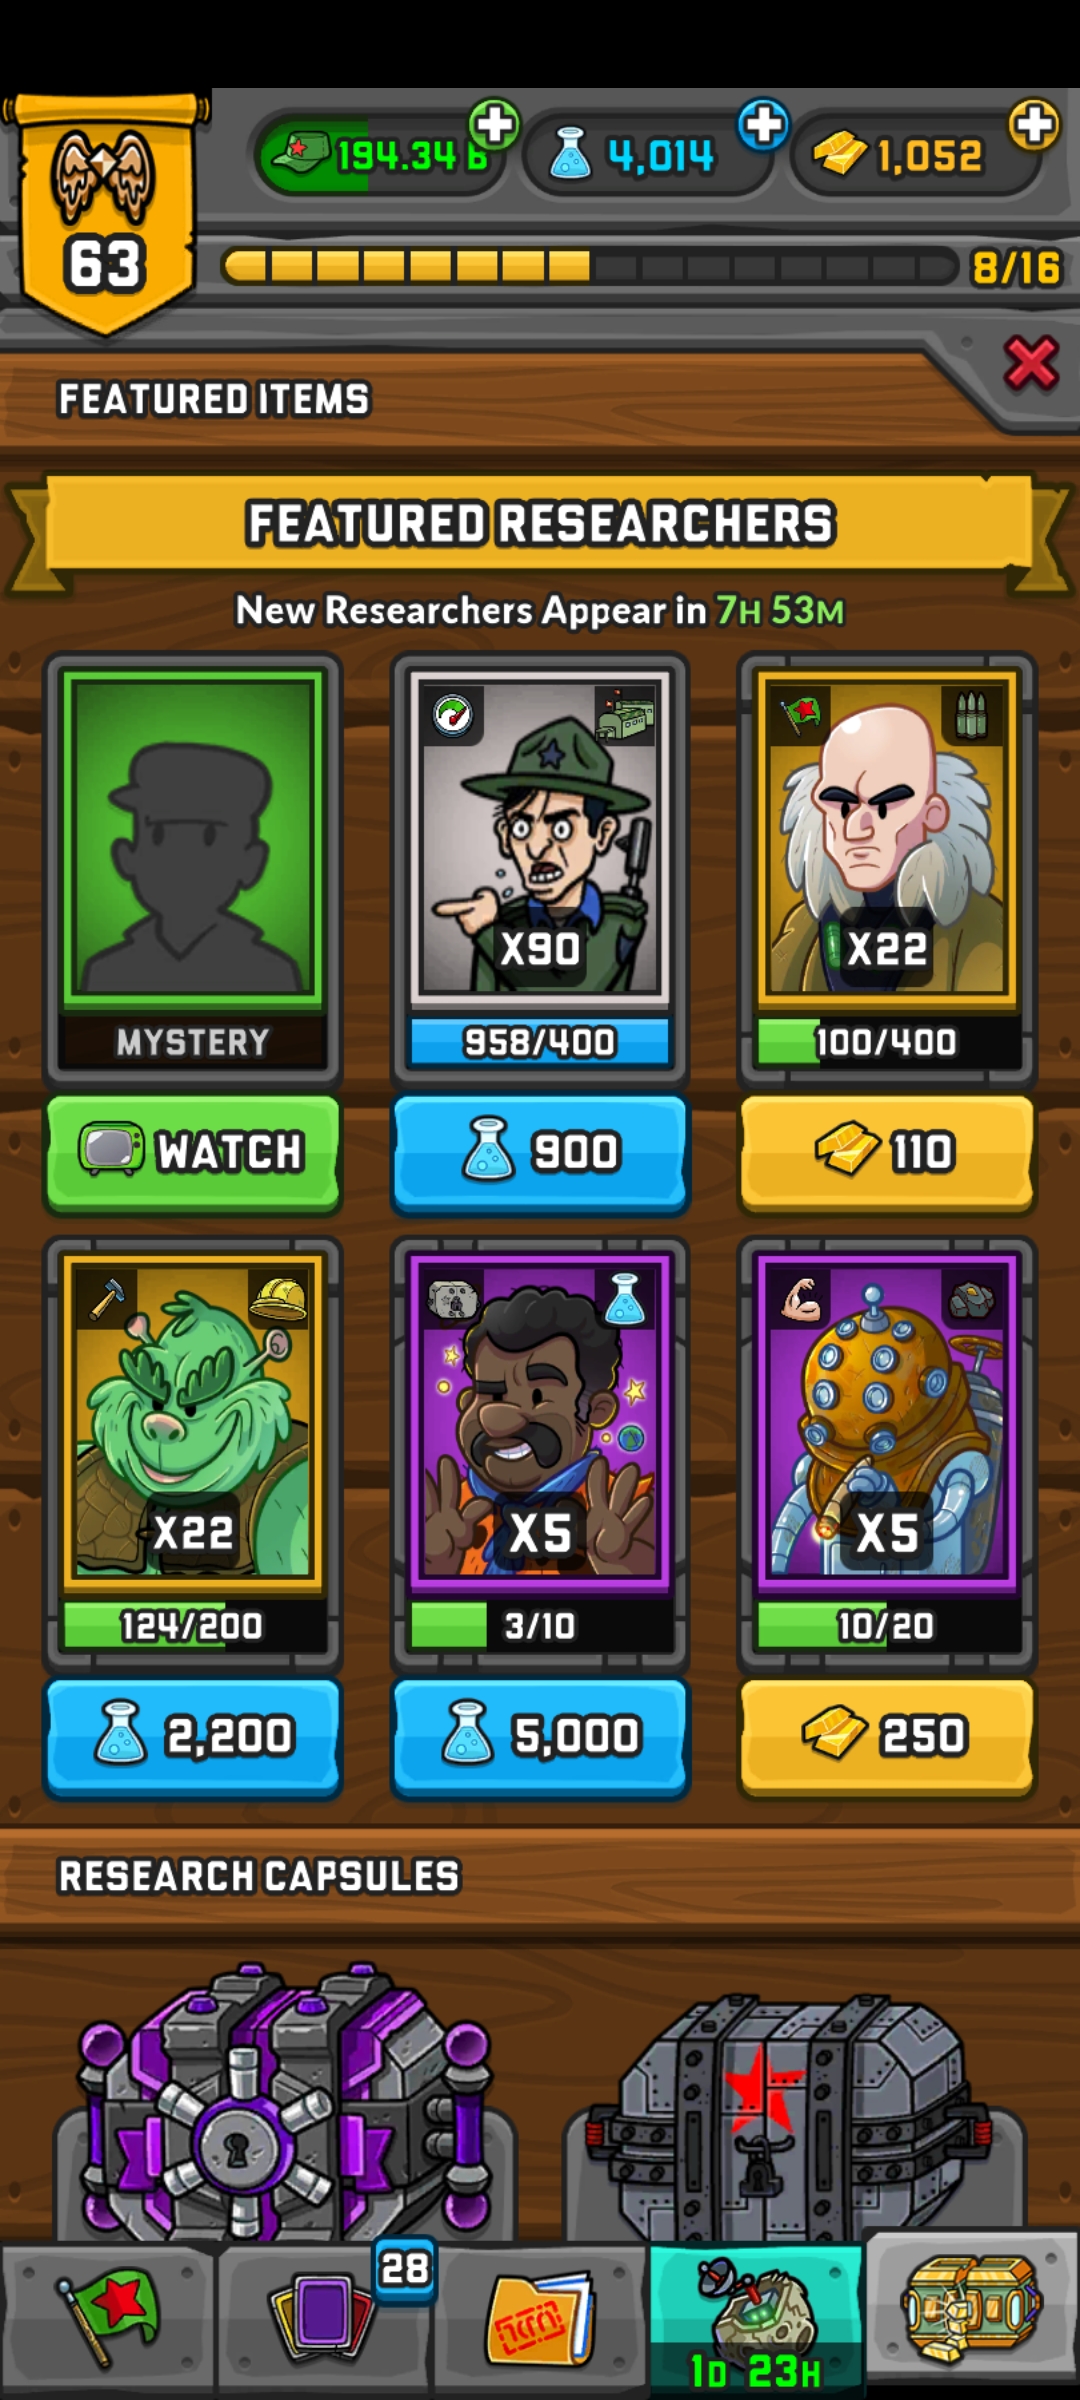 194.34 B
4,014
1,052
63
8/16
FEATURED ITEMS
FEATURED RESEARCHERS
New Researchers Appear in 7H 53M
X90
X22
MYSTERY
958/400
100/400
WATCH
900
110
X22
X5
X5
124/200
3/10
10/20
2,200
5,000
250
RESEARCH CAPSULES
28
1D 23H